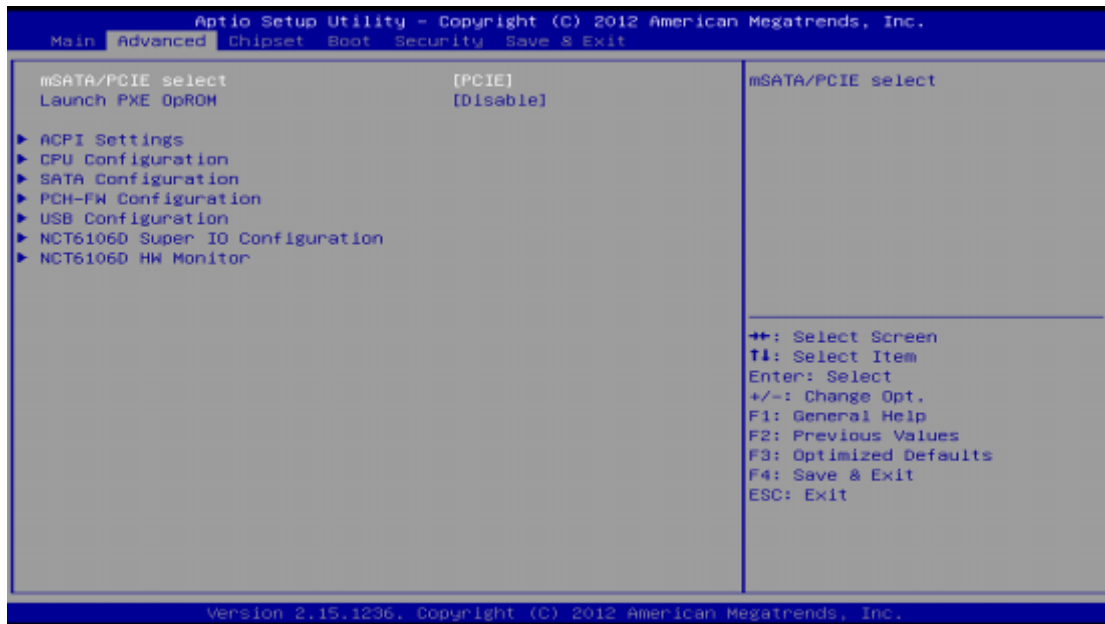 Aptio Setup Utility – Copyright (C) 2012 American Megatrends, Inc.
Main Advanced Chipset Boot Security Save & Exit
mSATA/PCIE select [PCIE]
Launch PXE OpROM [Disable]
▶ ACPI Settings
▶ CPU Configuration
▶ SATA Configuration
▶ PCH-FW Configuration
▶ USB Configuration
▶ NCT6106D Super IO Configuration
▶ NCT6106D HW Monitor
mSATA/PCIE select
→←: Select Screen
↑↓: Select Item
Enter: Select
+/-: Change Opt.
F1: General Help
F2: Previous Values
F3: Optimized Defaults
F4: Save & Exit
ESC: Exit
Version 2.15.1236. Copyright (C) 2012 American Megatrends, Inc.